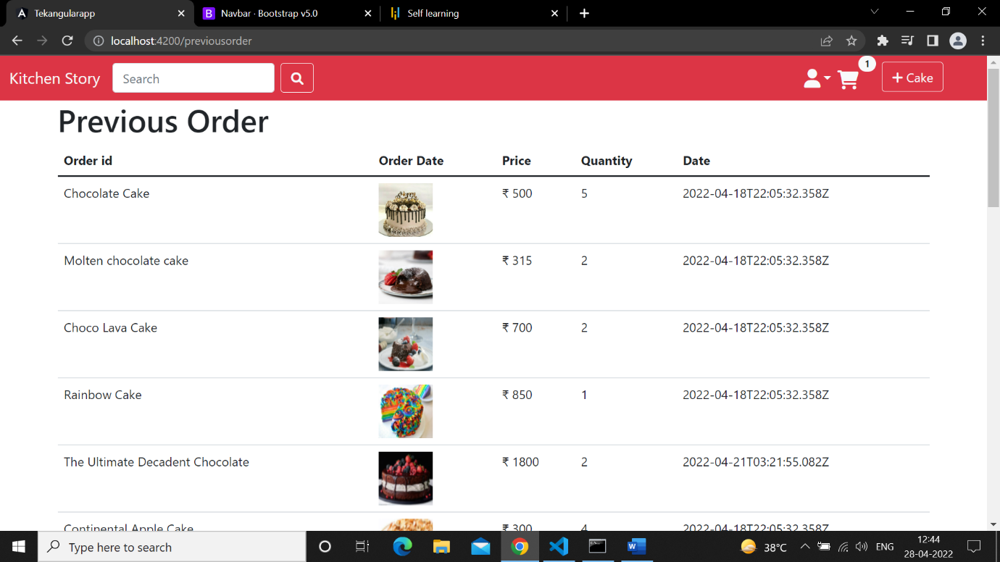 Tekangularapp
Navbar · Bootstrap v5.0
Self learning
localhost:4200/previousorder
Kitchen Story
Search
1
Cake
Previous Order
Order id Order Date Price Quantity Date
Chocolate Cake ₹ 500 5 2022-04-18T22:05:32.358Z
Molten chocolate cake ₹ 315 2 2022-04-18T22:05:32.358Z
Choco Lava Cake ₹ 700 2 2022-04-18T22:05:32.358Z
Rainbow Cake ₹ 850 1 2022-04-18T22:05:32.358Z
The Ultimate Decadent Chocolate ₹ 1800 2 2022-04-21T03:21:55.082Z
Continental Apple Cake ₹ 300 4 2022-04-18T22:05:32.358Z
Type here to search
38°C
ENG
12:44
28-04-2022